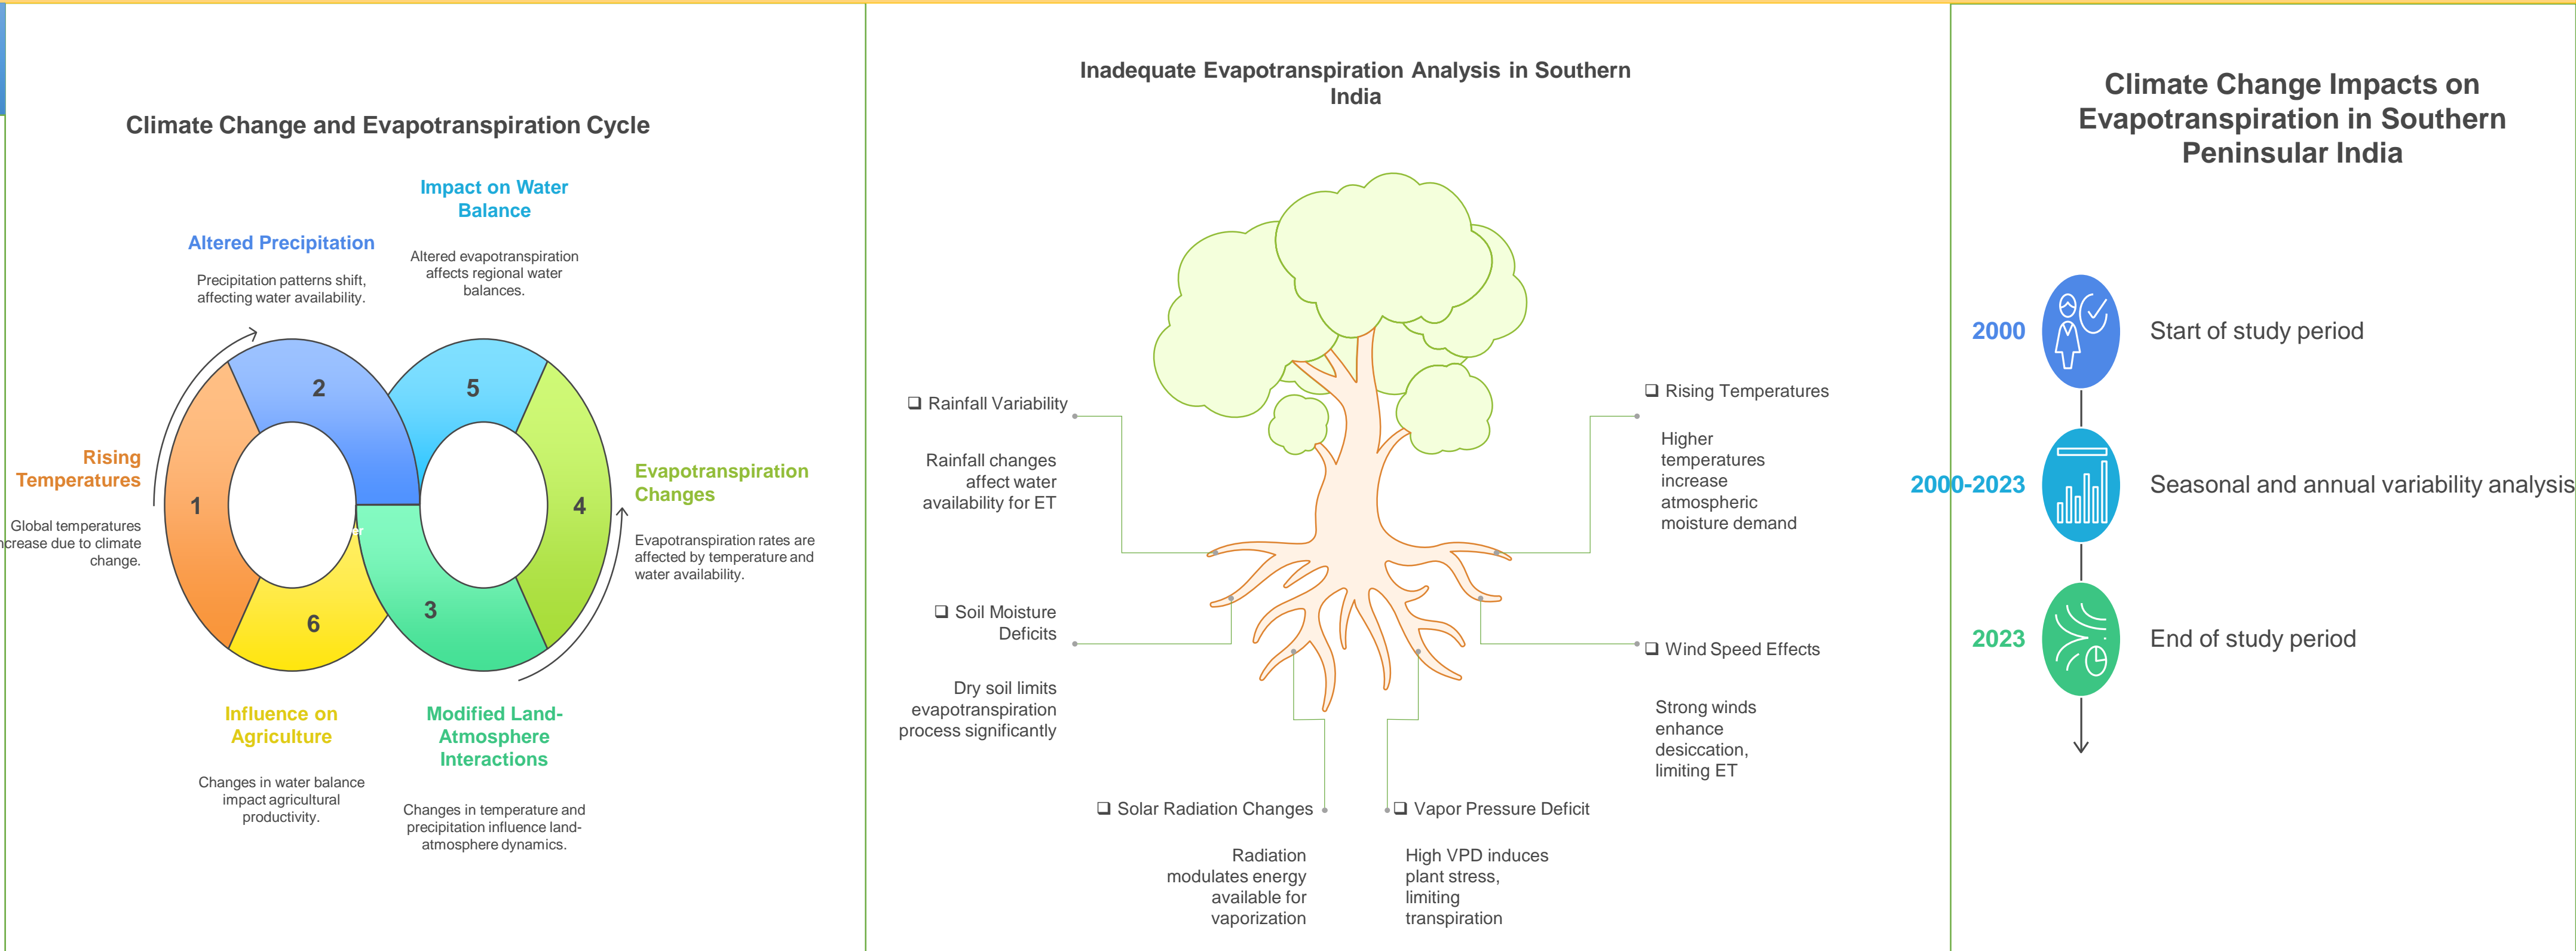 Climate Change and Evapotranspiration Cycle
Impact on Water
Balance
Altered evapotranspiration
affects regional water
balances.
Altered Precipitation
Precipitation patterns shift,
affecting water availability.
2
5
Rising
Temperatures
Global temperatures
ncrease due to climate
change.
1
4
Evapotranspiration
Changes
Evapotranspiration rates are
affected by temperature and
water availability.
6
3
Influence on
Agriculture
Changes in water balance
impact agricultural
productivity.
Modified Land-
Atmosphere
Interactions
Changes in temperature and
precipitation influence land-
atmosphere dynamics.
Inadequate Evapotranspiration Analysis in Southern
India
❑ Rainfall Variability
Rainfall changes
affect water
availability for ET
❑ Rising Temperatures
Higher
temperatures
increase
atmospheric
moisture demand
❑ Soil Moisture
Deficits
Dry soil limits
evapotranspiration
process significantly
❑ Wind Speed Effects
Strong winds
enhance
desiccation,
limiting ET
❑ Solar Radiation Changes
Radiation
modulates energy
available for
vaporization
❑ Vapor Pressure Deficit
High VPD induces
plant stress,
limiting
transpiration
Climate Change Impacts on
Evapotranspiration in Southern
Peninsular India
2000 Start of study period
2000-2023 Seasonal and annual variability analysis
2023 End of study period